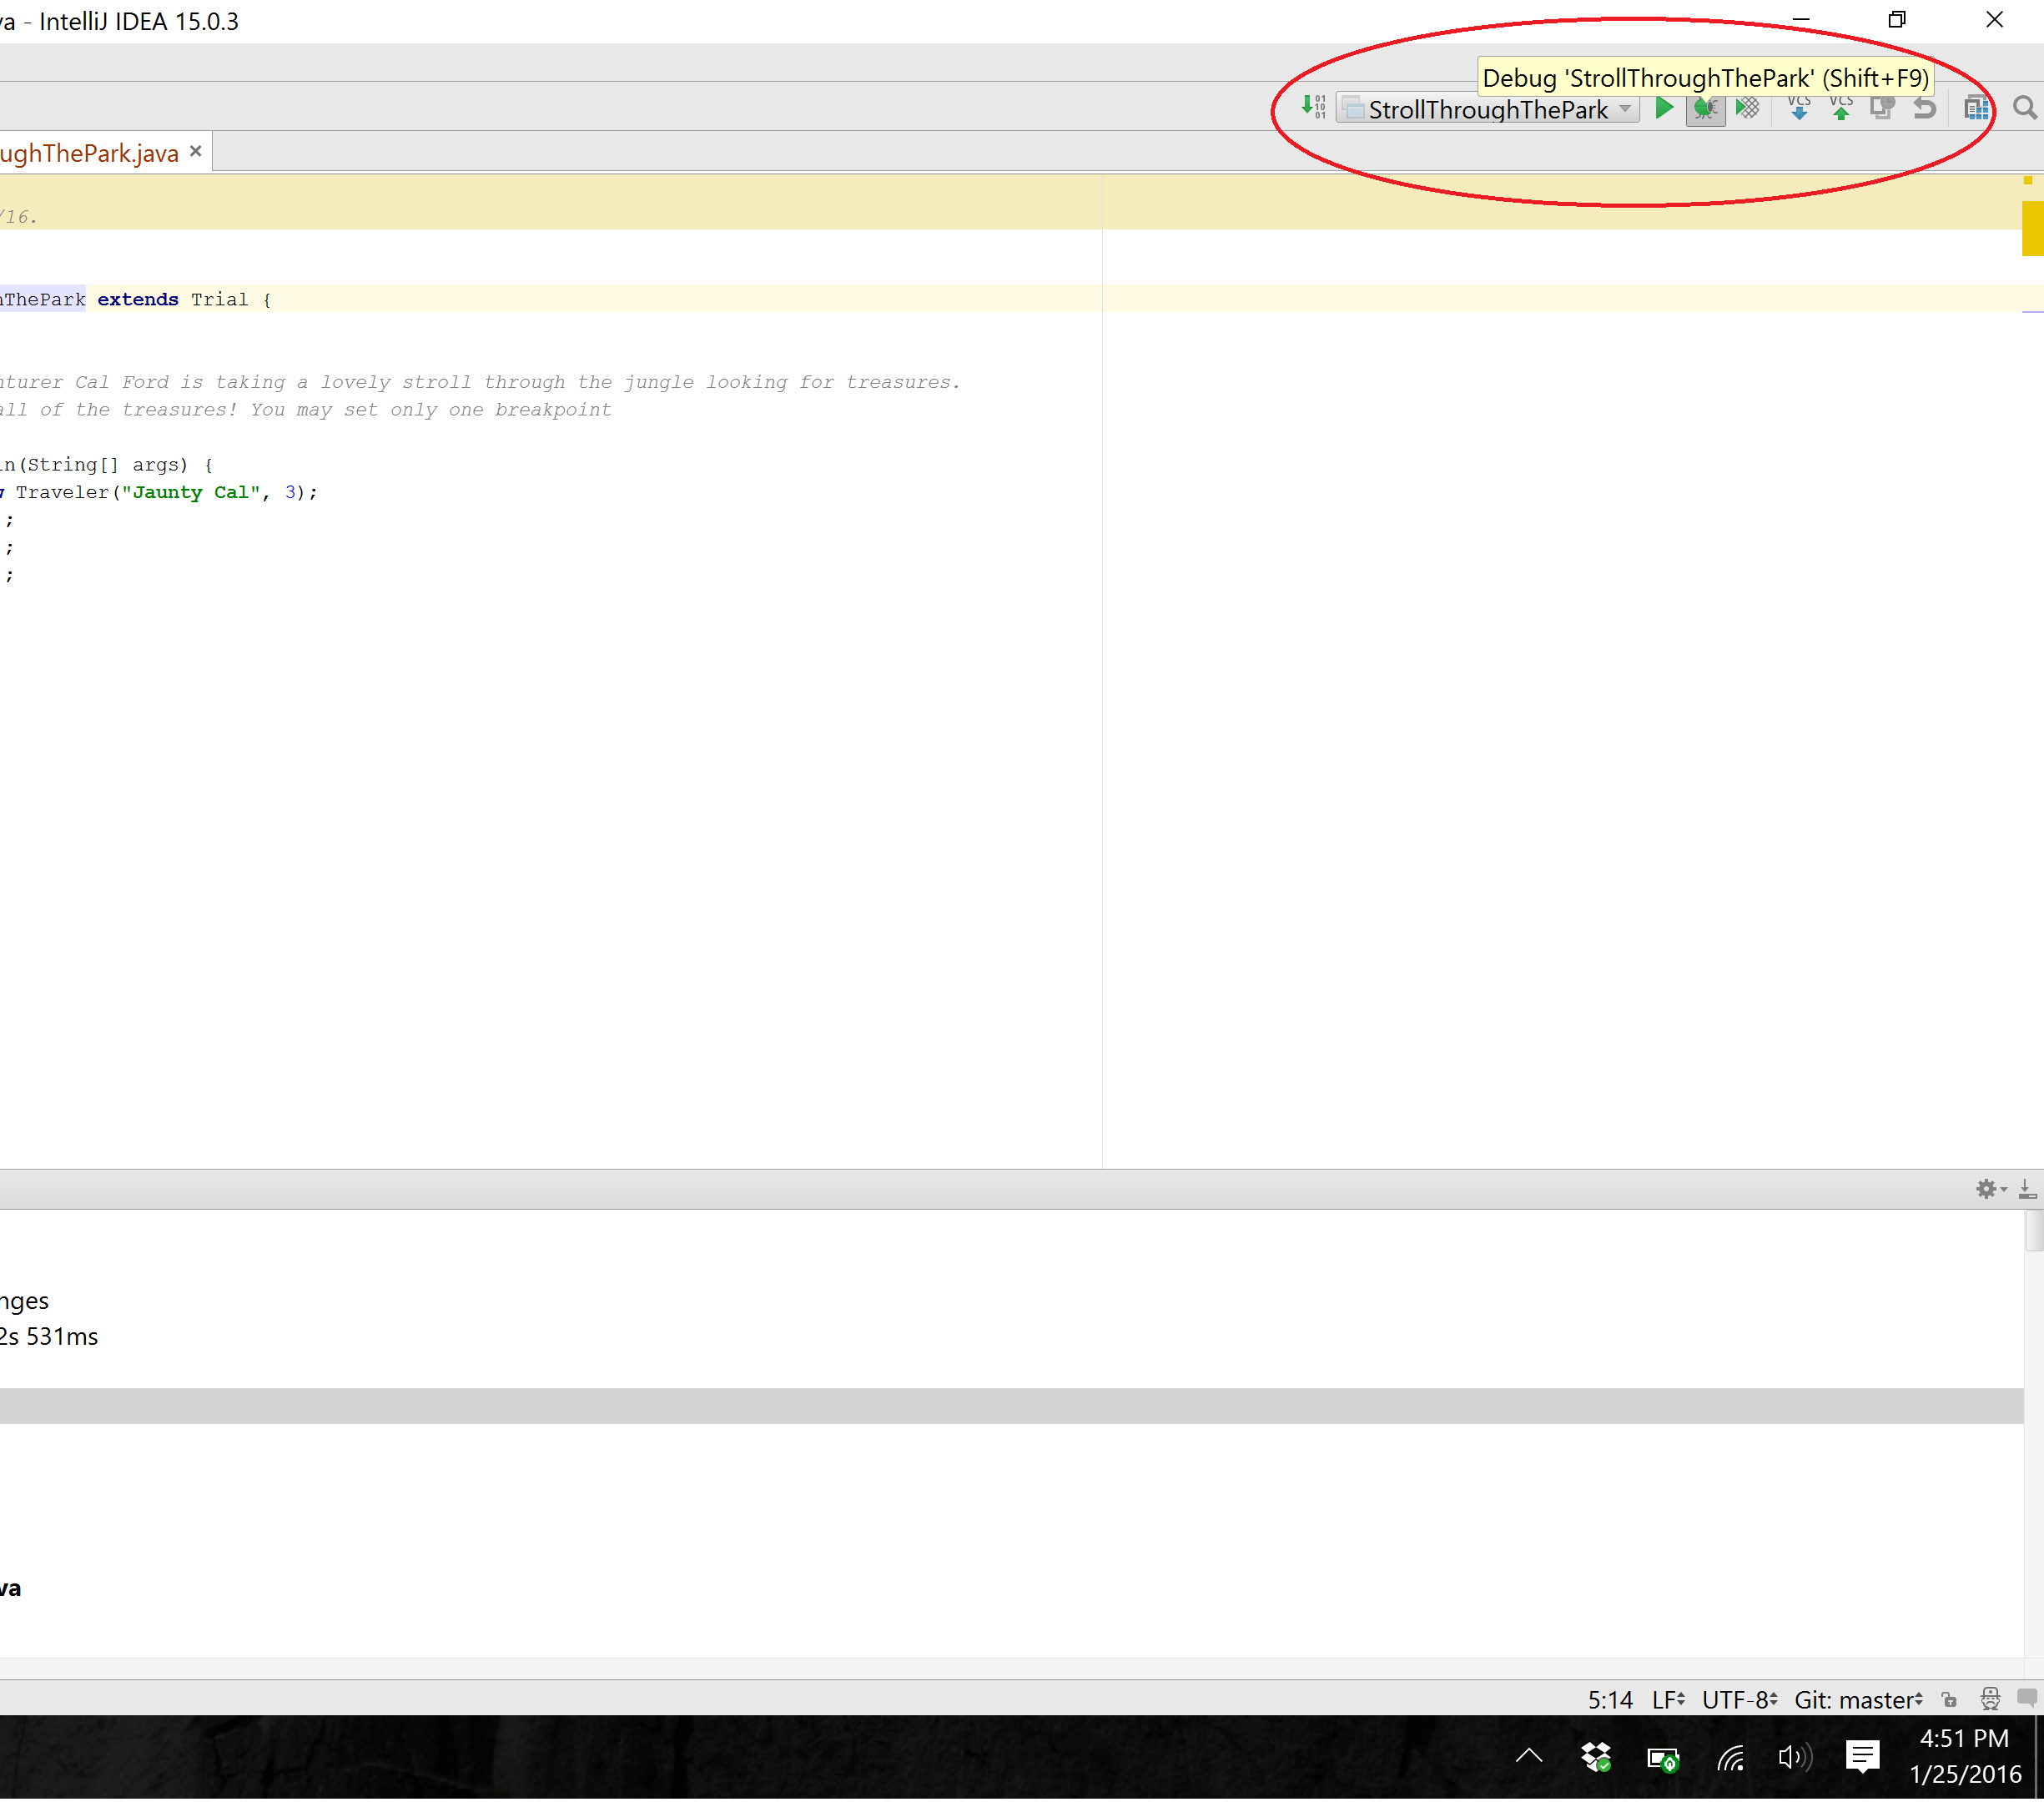 va - IntelliJ IDEA 15.0.3
Debug 'StrollThroughThePark' (Shift+F9)
01
10
01
StrollThroughThePark
VCS
VCS
ughThePark.java
/16.
hThePark extends Trial {
nturer Cal Ford is taking a lovely stroll through the jungle looking for treasures.
all of the treasures! You may set only one breakpoint
in(String[] args) {
w Traveler("Jaunty Cal", 3);
;
;
;
nges
2s 531ms
va
5:14 LF UTF-8 Git: master
4:51 PM
1/25/2016